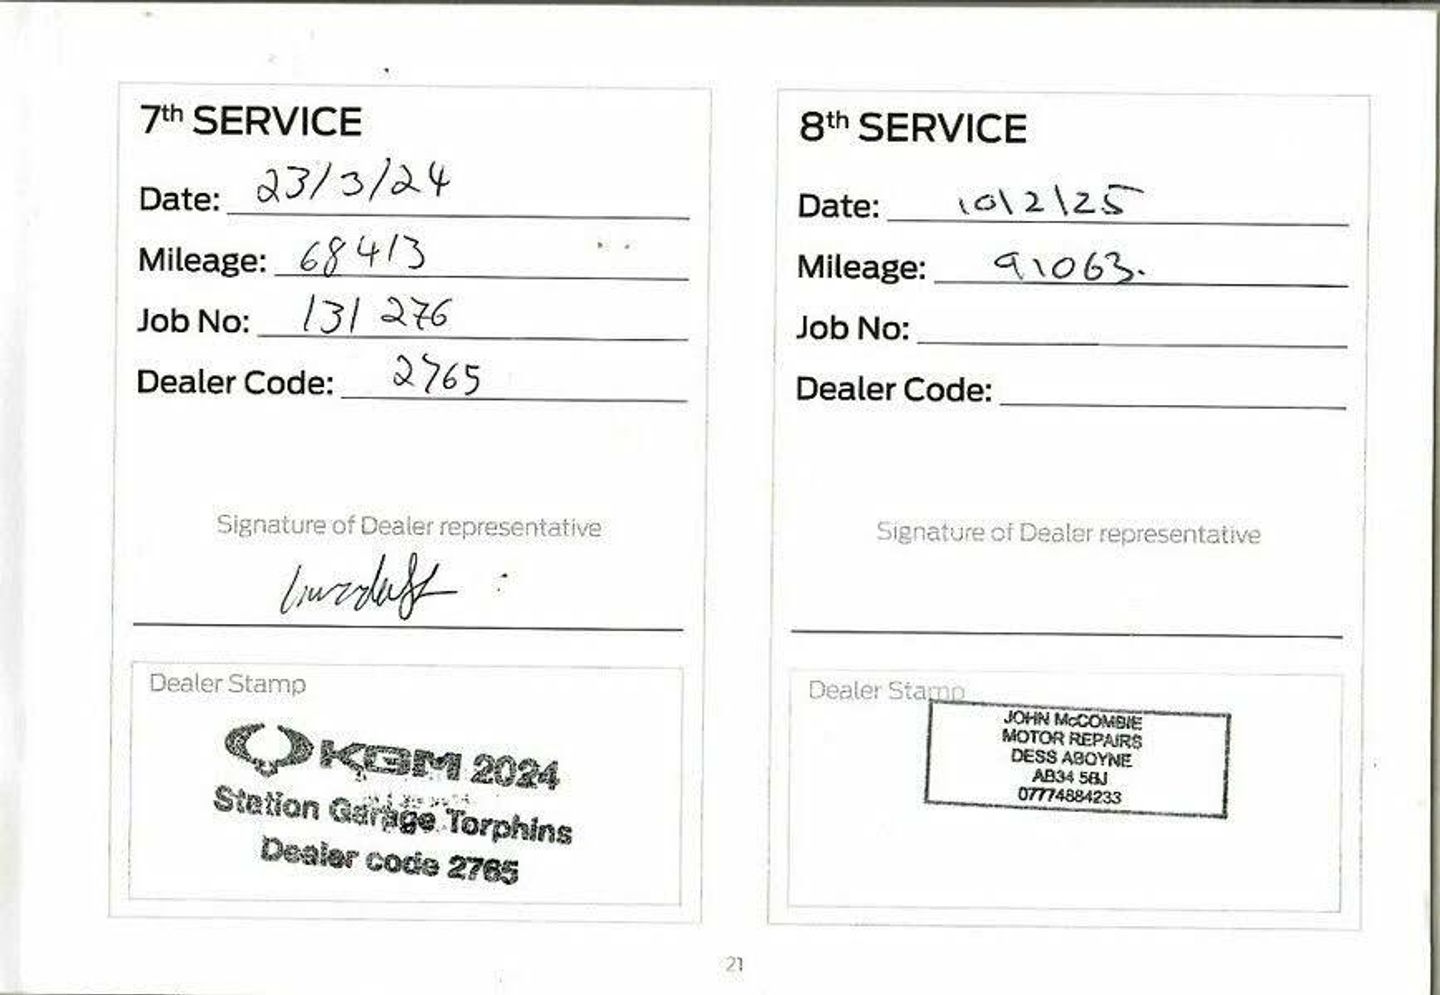 7th SERVICE
Date: 23/3/24
Mileage: 68413
Job No: 131 276
Dealer Code: 2765
Signature of Dealer representative
Dealer Stamp
KGM 2024
Station Garage Torphins
Dealer code 2765
8th SERVICE
Date: 10\2\25
Mileage: 91063.
Job No:
Dealer Code:
Signature of Dealer representative
Dealer Stamp
JOHN McCOMBIE
MOTOR REPAIRS
DESS ABOYNE
AB34 5BJ
07774884233
21